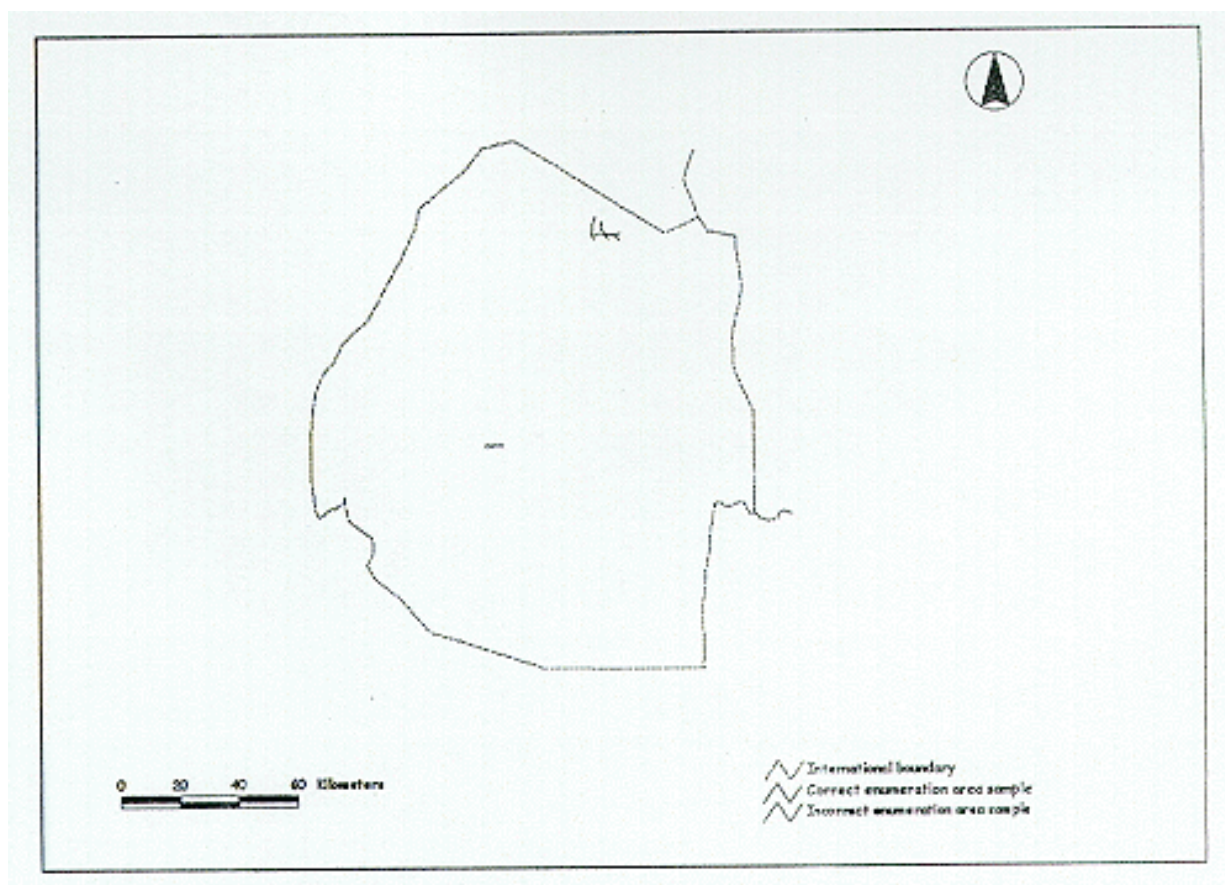 0 20 40 60 Kilometers
International boundary
Correct enumeration area sample
Incorrect enumeration area sample